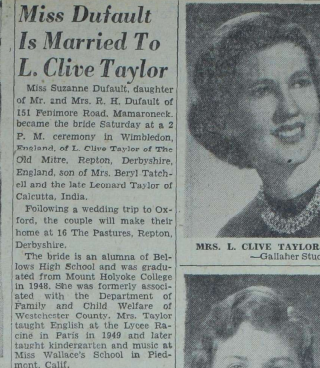 Miss Dufault
Is Married To
L. Clive Taylor
Miss Suzanne Dufault, daughter
of Mr. and Mrs. R. H. Dufault of
151 Fenimore Road, Mamaroneck,
became the bride Saturday at a 2
P. M. ceremony in Wimbledon,
England, of L. Clive Taylor of The
Old Mitre, Repton, Derbyshire,
England, son of Mrs. Beryl Tatch-
ell and the late Leonard Taylor of
Calcutta, India.
Following a wedding trip to Ox-
ford, the couple will make their
home at 16 The Pastures, Repton,
Derbyshire.
The bride is an alumna of Bel-
lows High School and was gradu-
ated from Mount Holyoke College
in 1948. She was formerly associ-
ated with the Department of
Family and Child Welfare of
Westchester County. Mrs. Taylor
taught English at the Lycee Ra-
cine in Paris in 1949 and later
taught kindergarten and music at
Miss Wallace's School in Pied-
mont, Calif.
MRS. L. CLIVE TAYLOR
—Gallaher Stud